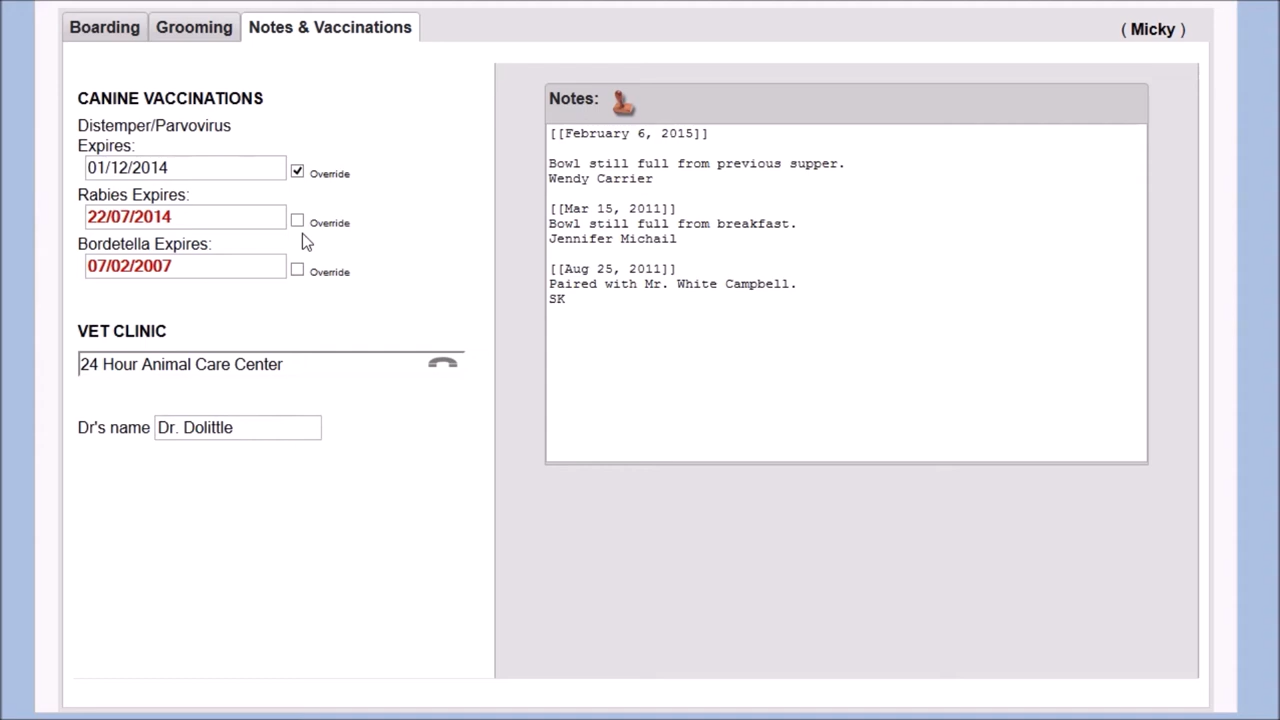 Boarding Grooming Notes & Vaccinations ( Micky )
CANINE VACCINATIONS
Distemper/Parvovirus
Expires:
01/12/2014 Override
Rabies Expires:
22/07/2014 Override
Bordetella Expires:
07/02/2007 Override
VET CLINIC
24 Hour Animal Care Center
Dr's name Dr. Dolittle
Notes:
[[February 6, 2015]]
Bowl still full from previous supper.
Wendy Carrier
[[Mar 15, 2011]]
Bowl still full from breakfast.
Jennifer Michail
[[Aug 25, 2011]]
Paired with Mr. White Campbell.
SK